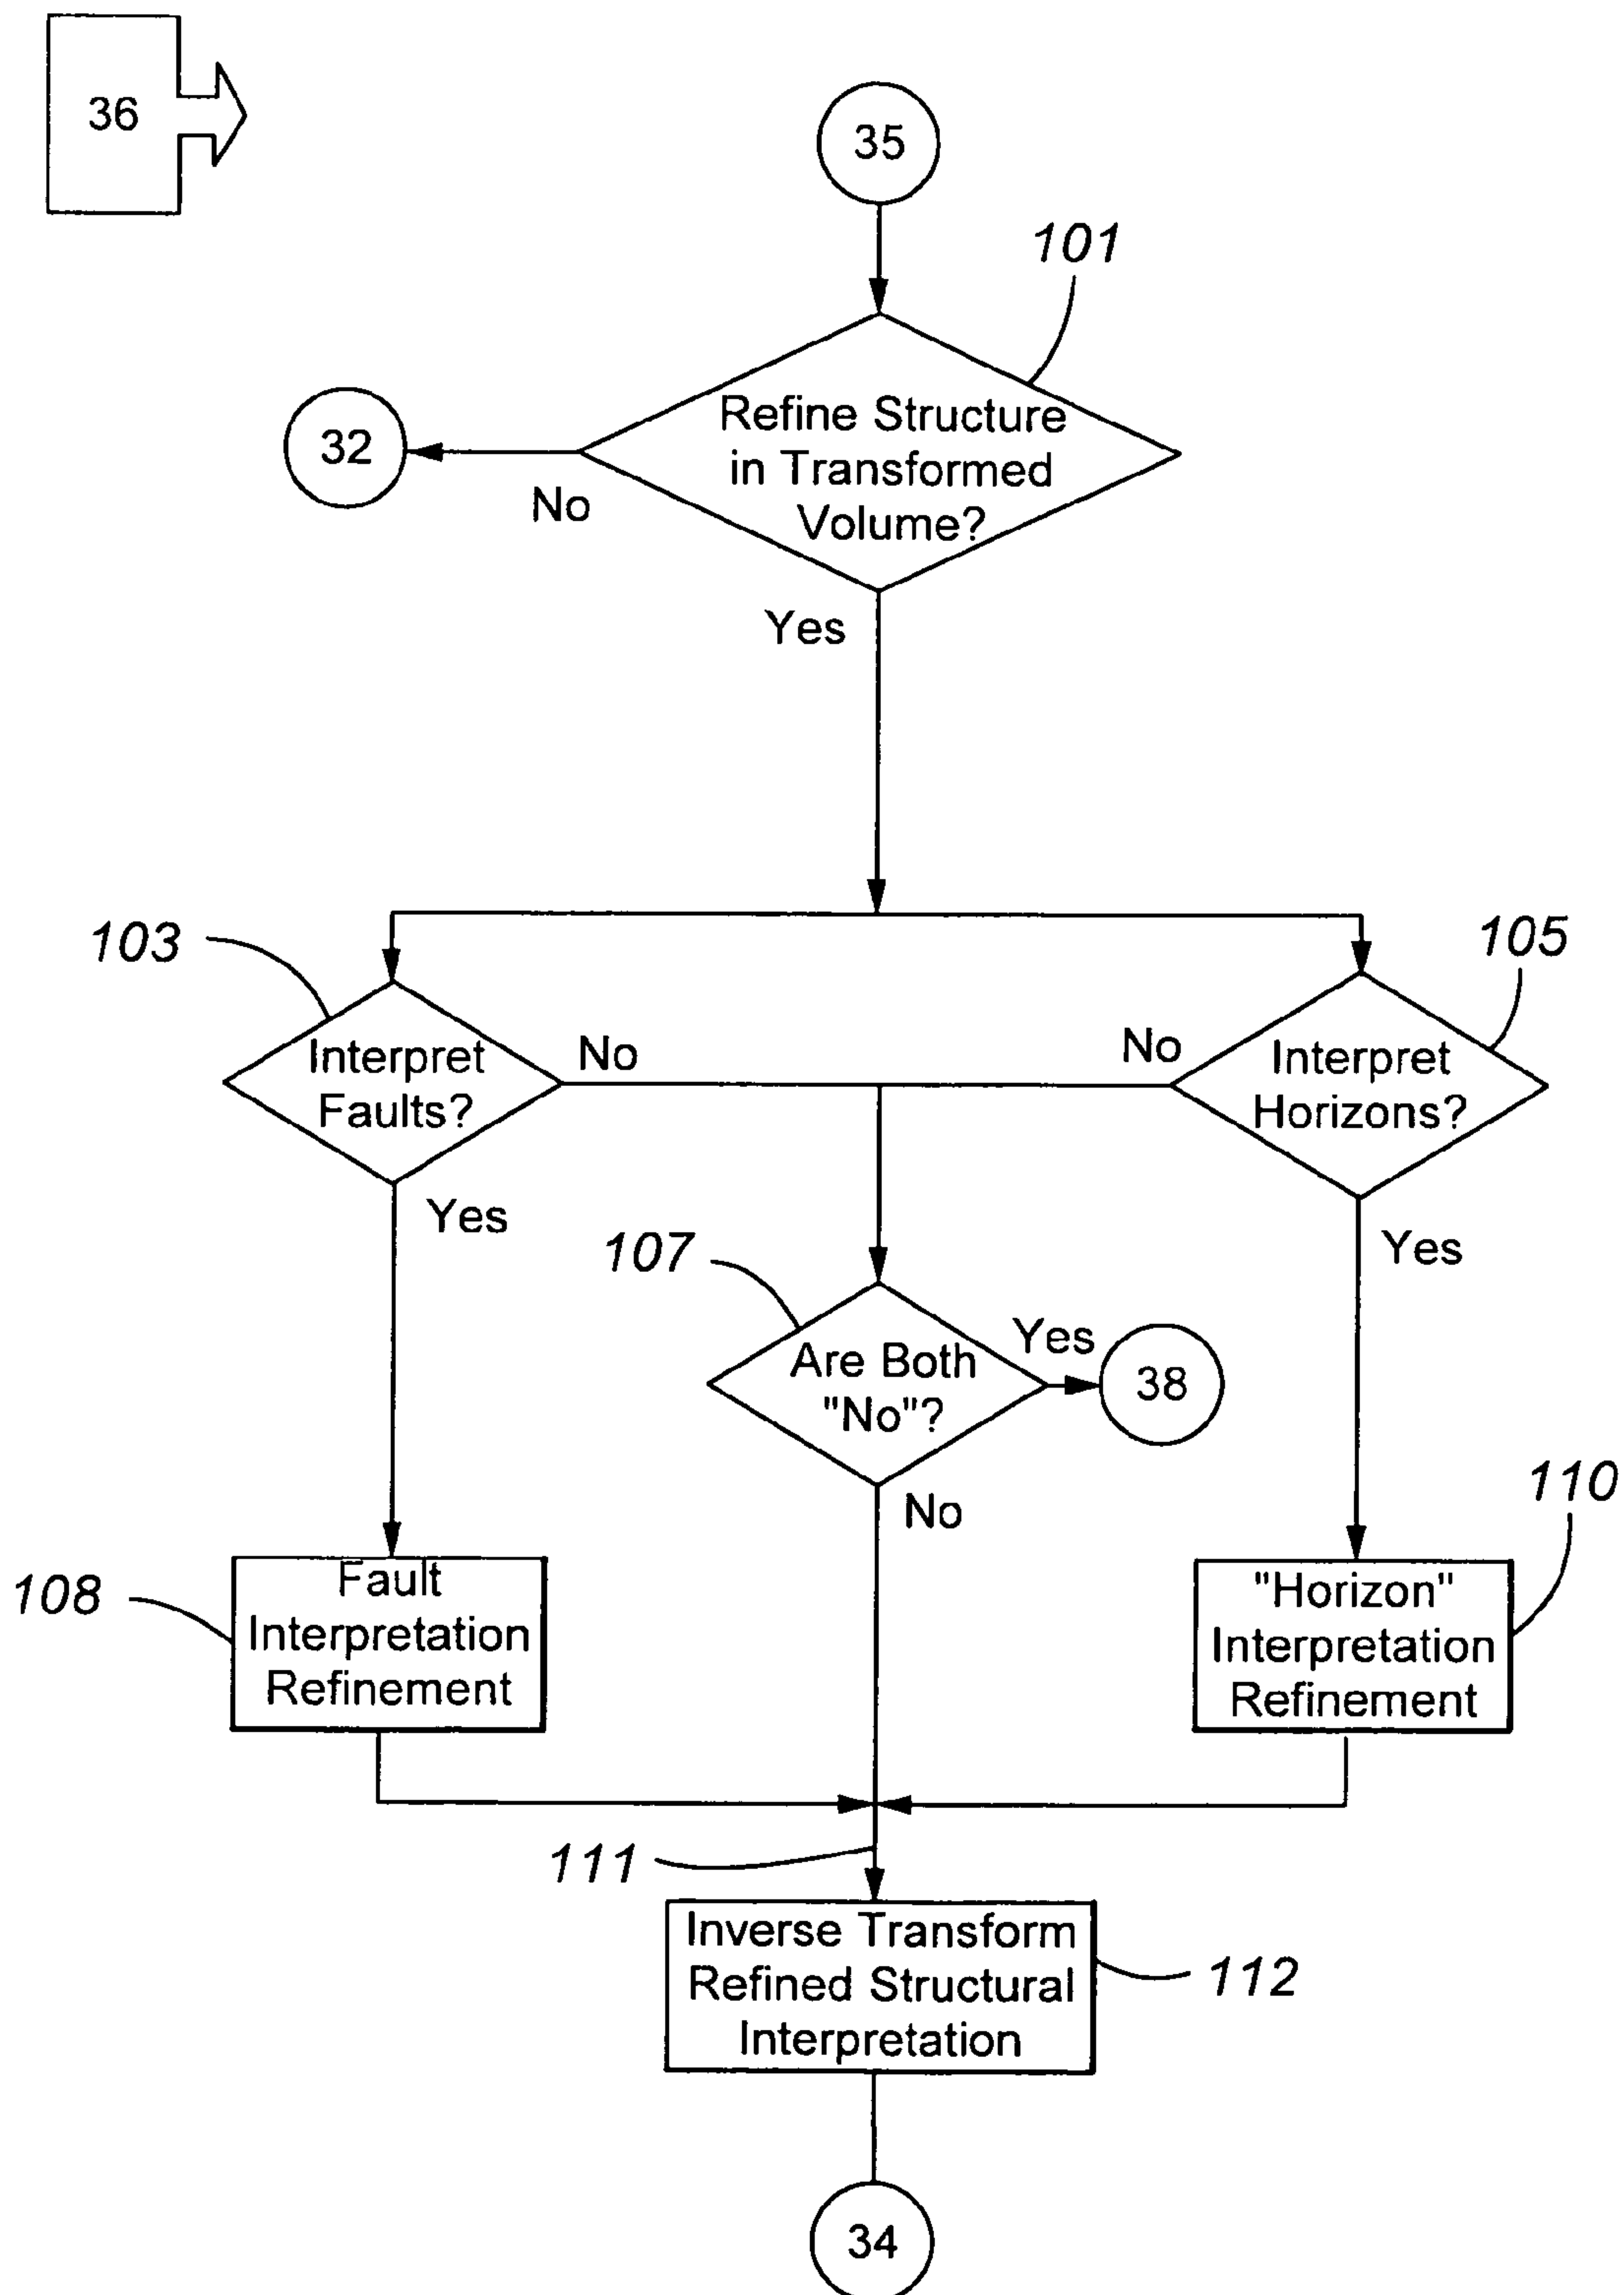 36
35
101
Refine Structure
in Transformed
Volume?
32
No
Yes
103
105
Interpret
Faults?
No
No
Interpret
Horizons?
Yes
107
Yes
Are Both
"No"?
Yes
38
No
110
108
Fault
Interpretation
Refinement
"Horizon"
Interpretation
Refinement
111
Inverse Transform
Refined Structural
Interpretation
112
34